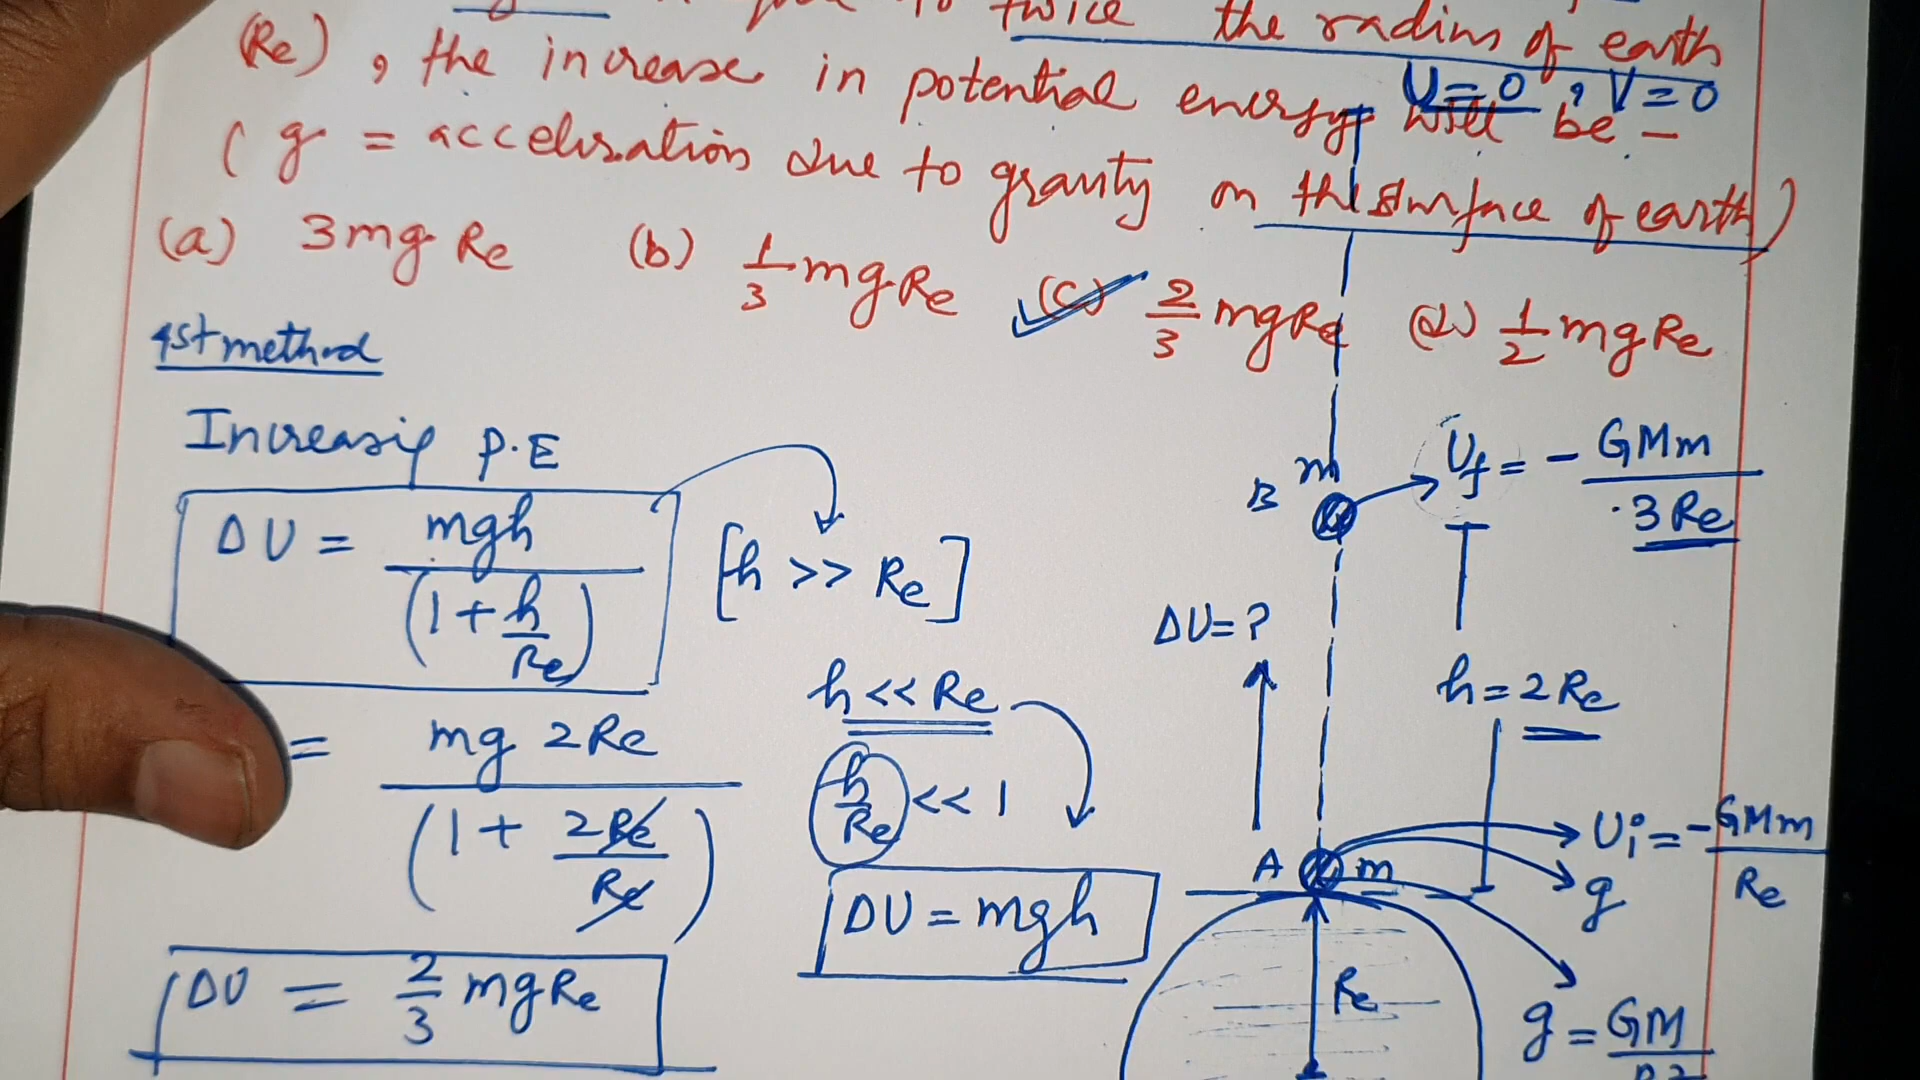 to twice the radius of earth
(Re), the increase in potential energy will be –
U=0, V=0
(g = acceleration due to gravity on the surface of earth)
(a) 3mgRe (b) 1/3 mgRe (c) 2/3 mgRe (d) 1/2 mgRe
1st method
Increasig P.E
ΔU = mgh/(1+h/Re) [h >> Re]
= mg 2Re/(1+ 2Re/Re)
ΔU = 2/3 mgRe
h << Re
h/Re << 1
ΔU = mgh
m
B
Uf = - GMm/3Re
ΔU=?
h=2Re
A m
Ui = - GMm/Re
g
Re
g = GM